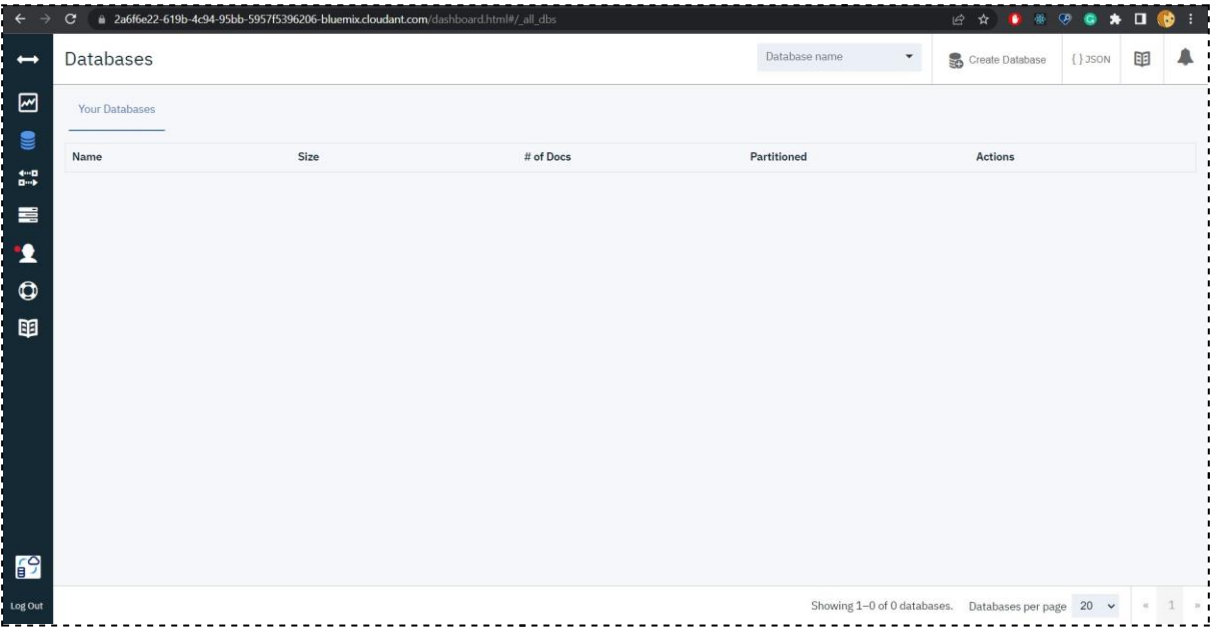 2a6f6e22-619b-4c94-95bb-5957f5396206-bluemix.cloudant.com/dashboard.html#/_all_dbs
Databases
Database name
Create Database
{ } JSON
Your Databases
Name Size # of Docs Partitioned Actions
Log Out
Showing 1–0 of 0 databases. Databases per page 20 « 1 »